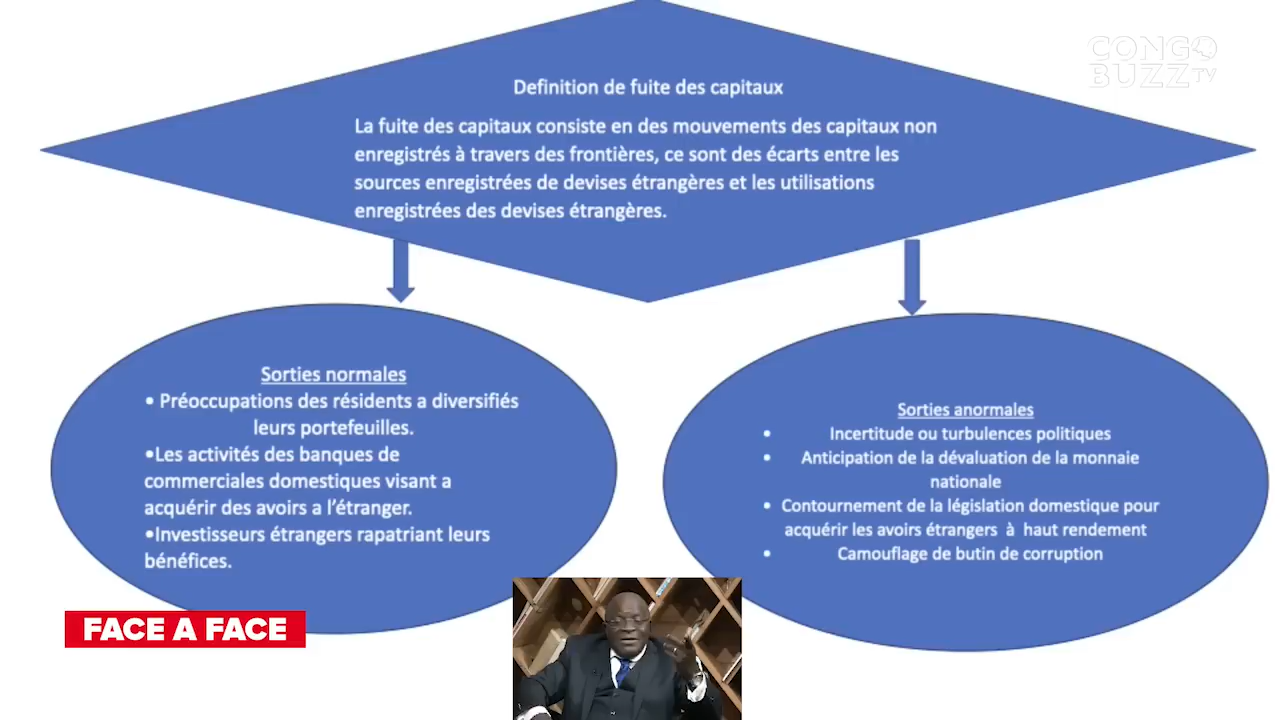 CONGO
BUZZTV
Definition de fuite des capitaux
La fuite des capitaux consiste en des mouvements des capitaux non
enregistrés à travers des frontières, ce sont des écarts entre les
sources enregistrées de devises étrangères et les utilisations
enregistrées des devises étrangères.
Sorties normales
• Préoccupations des résidents a diversifiés
leurs portefeuilles.
•Les activités des banques de
commerciales domestiques visant a
acquérir des avoirs a l’étranger.
•Investisseurs étrangers rapatriant leurs
bénéfices.
Sorties anormales
• Incertitude ou turbulences politiques
• Anticipation de la dévaluation de la monnaie
nationale
• Contournement de la législation domestique pour
acquérir les avoirs étrangers à haut rendement
• Camouflage de butin de corruption
FACE A FACE